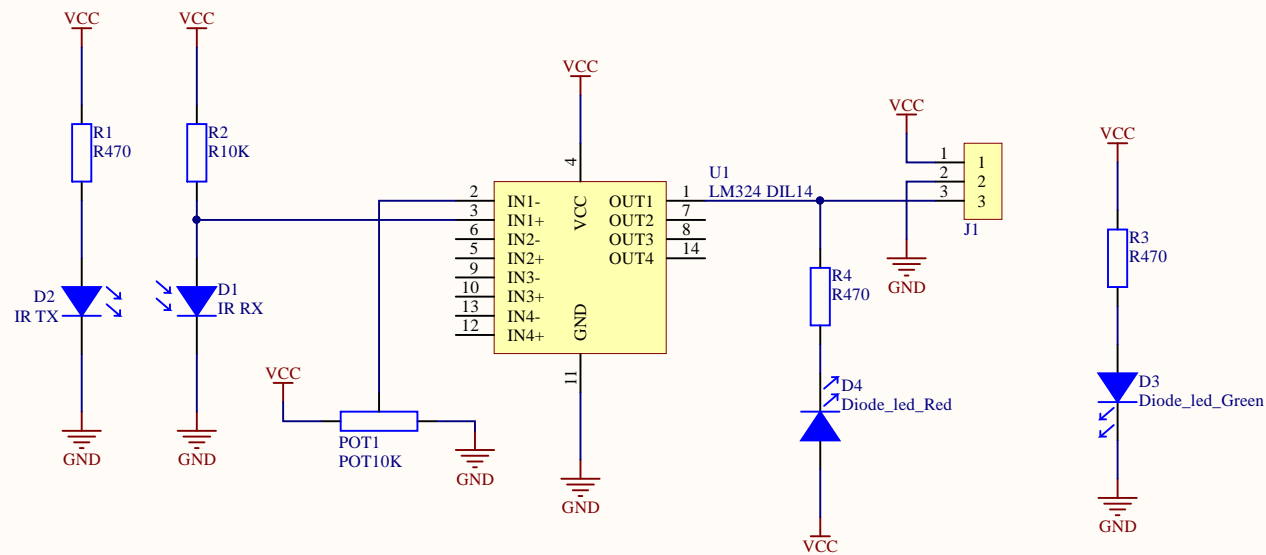 VCC
R1
R470
D2
IR TX
GND
VCC
R2
R10K
D1
IR RX
GND
VCC
POT1
POT10K
GND
VCC
4
U1
LM324 DIL14
2 IN1- OUT1 1
3 IN1+ OUT2 7
6 IN2- OUT3 8
5 IN2+ OUT4 14
9 IN3-
10 IN3+
13 IN4-
12 IN4+
VCC
GND
11
GND
VCC
1 1
2 2
3 3
J1
GND
R4
R470
D4
Diode_led_Red
VCC
VCC
R3
R470
D3
Diode_led_Green
GND